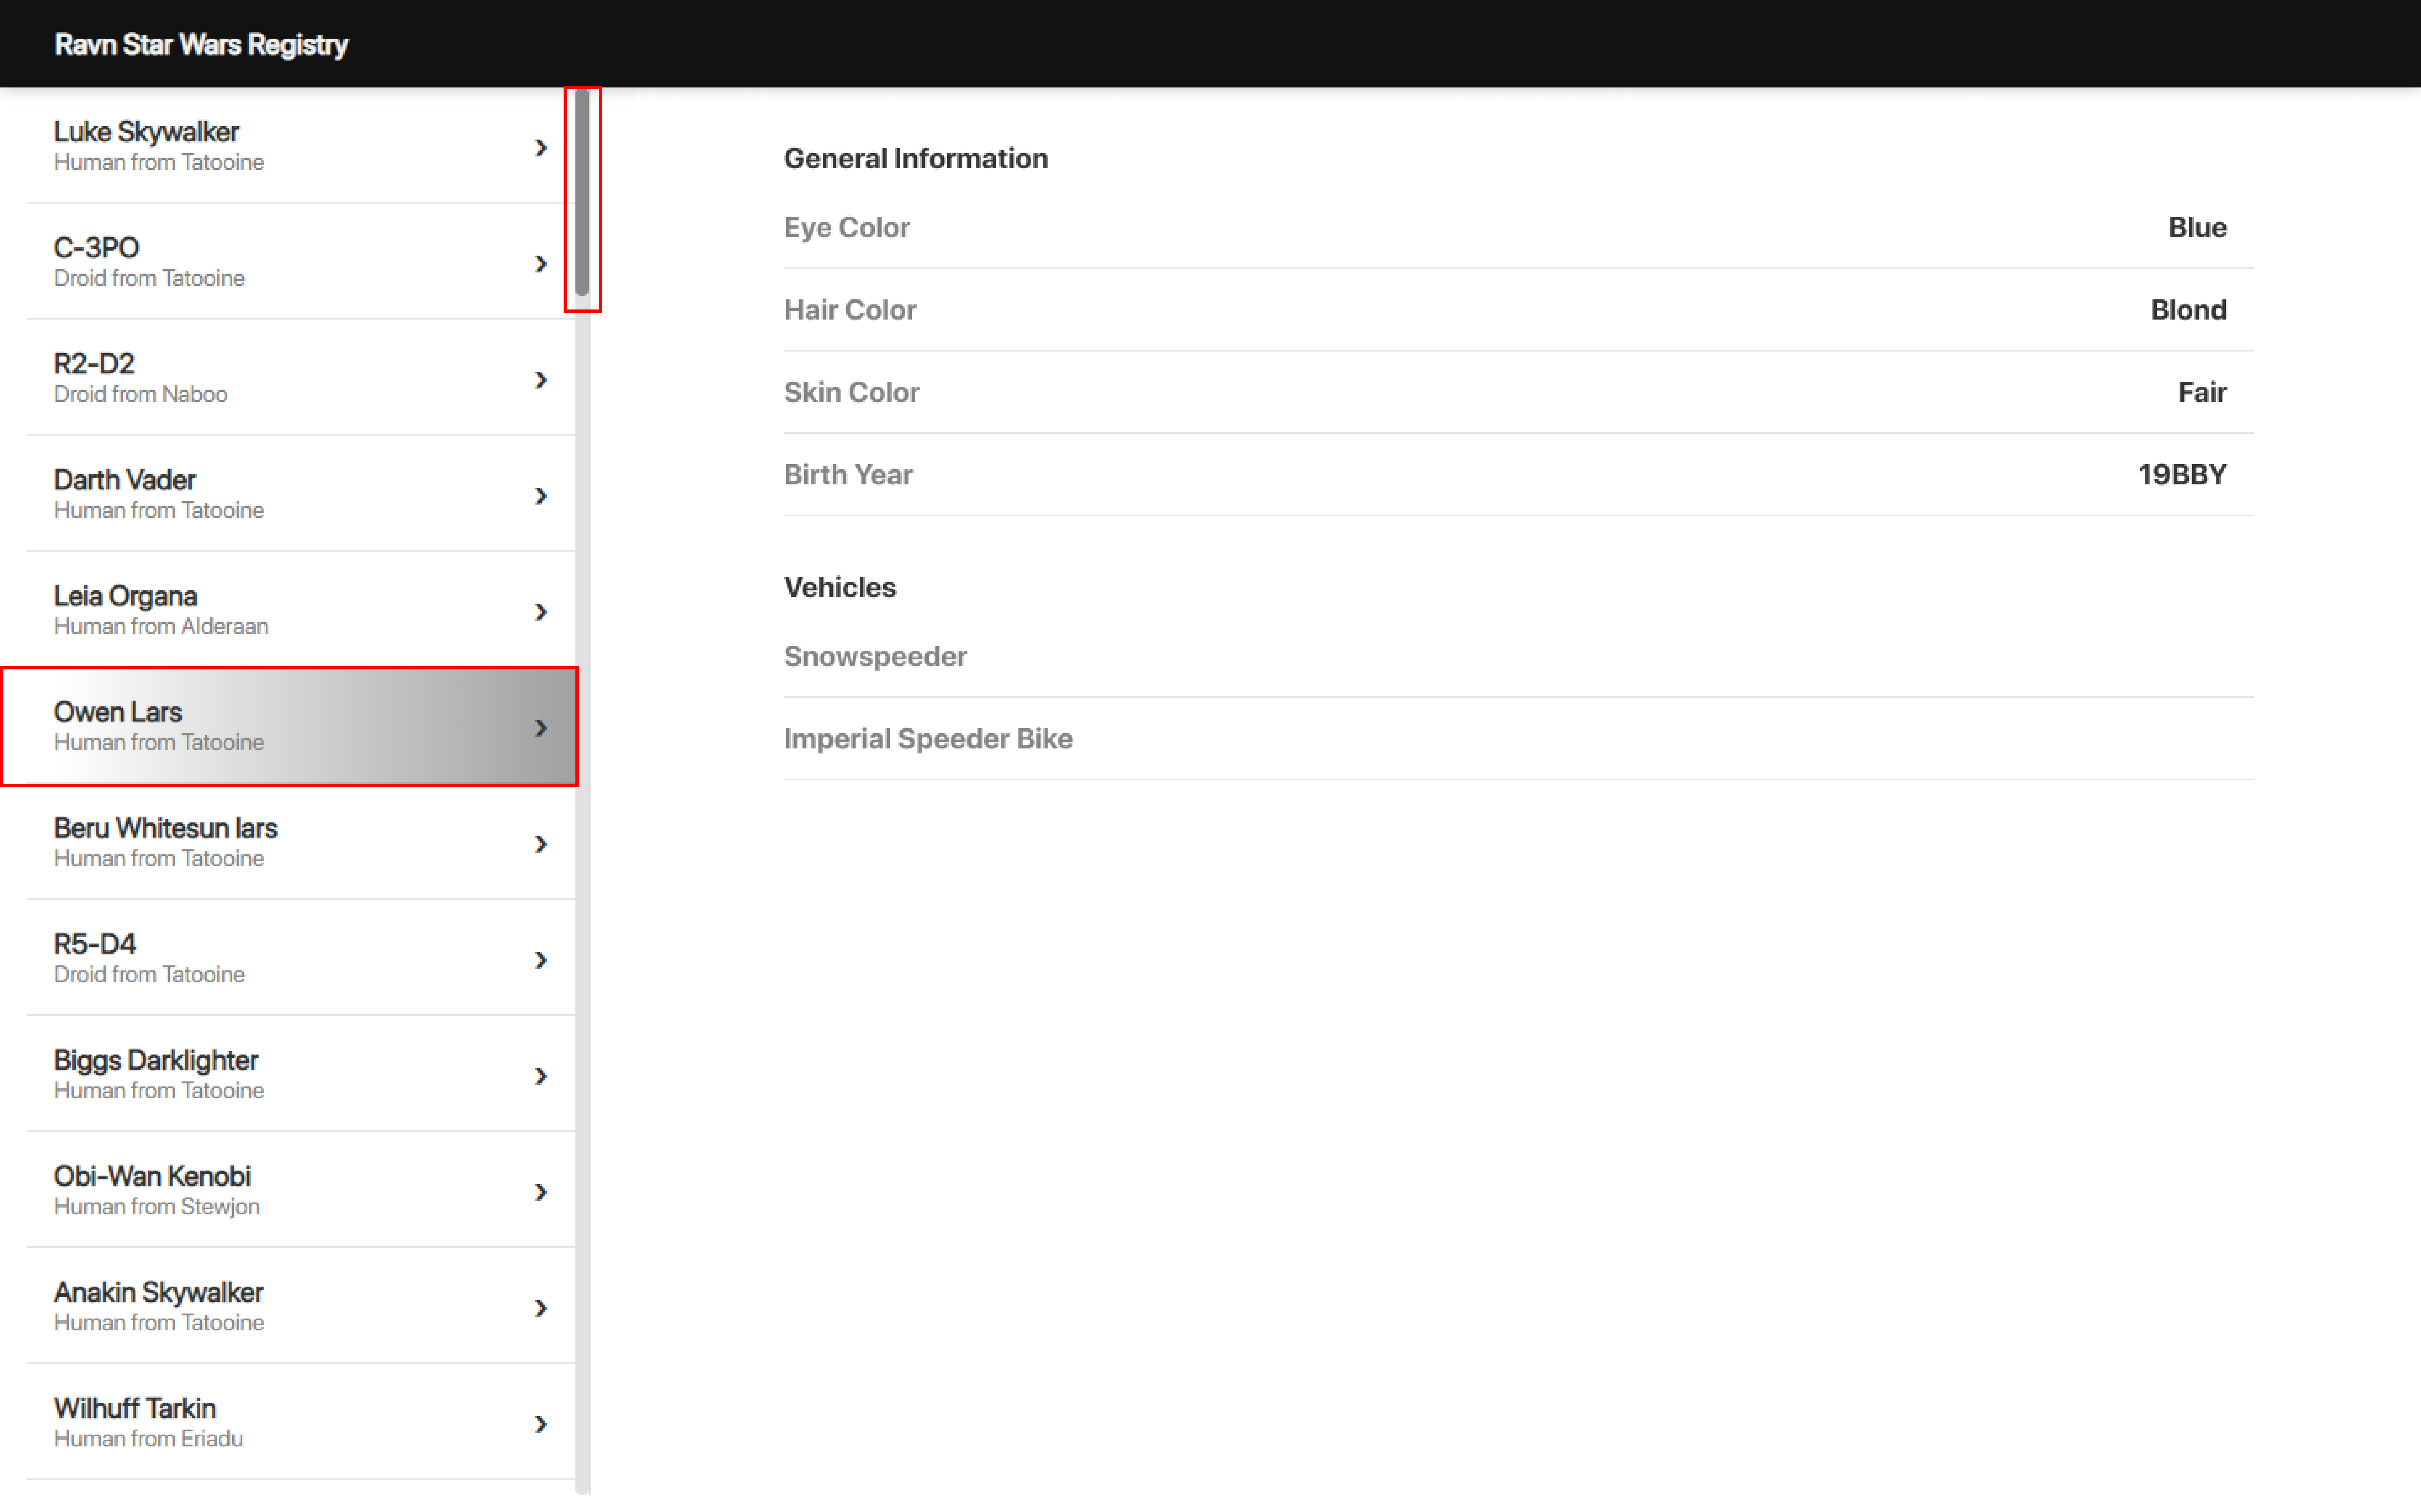 Ravn Star Wars Registry
Luke Skywalker
Human from Tatooine
C-3PO
Droid from Tatooine
R2-D2
Droid from Naboo
Darth Vader
Human from Tatooine
Leia Organa
Human from Alderaan
Owen Lars
Human from Tatooine
Beru Whitesun lars
Human from Tatooine
R5-D4
Droid from Tatooine
Biggs Darklighter
Human from Tatooine
Obi-Wan Kenobi
Human from Stewjon
Anakin Skywalker
Human from Tatooine
Wilhuff Tarkin
Human from Eriadu
General Information
Eye Color Blue
Hair Color Blond
Skin Color Fair
Birth Year 19BBY
Vehicles
Snowspeeder
Imperial Speeder Bike